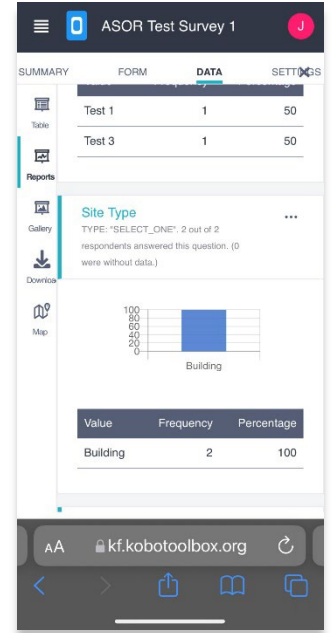 ASOR Test Survey 1
J
SUMMARY FORM DATA SETTINGS
Test 1 1 50
Test 3 1 50
Table
Reports
Gallery
Downloa
Map
Site Type
TYPE: "SELECT_ONE". 2 out of 2
respondents answered this question. (0
were without data.)
100
80
60
40
20
0
Building
Value Frequency Percentage
Building 2 100
AA kf.kobotoolbox.org